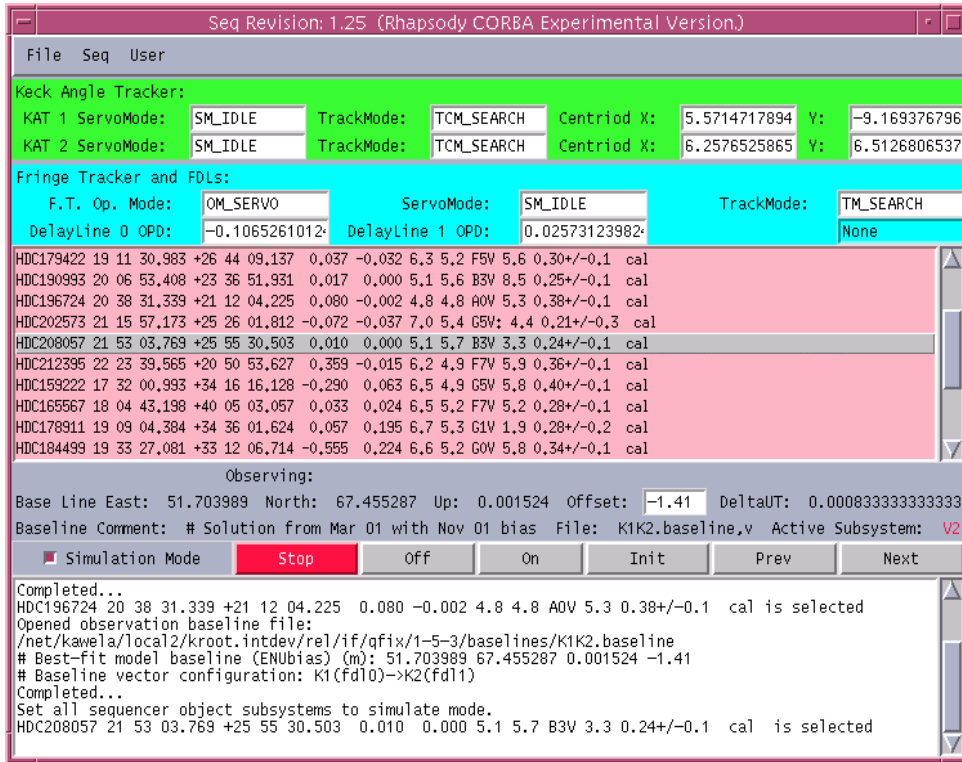 Seq Revision: 1.25 (Rhapsody CORBA Experimental Version.)
File Seq User
Keck Angle Tracker:
KAT 1 ServoMode: SM_IDLE TrackMode: TCM_SEARCH Centriod X: 5.5714717894 Y: -9.169376796
KAT 2 ServoMode: SM_IDLE TrackMode: TCM_SEARCH Centriod X: 6.2576525865 Y: 6.5126806537
Fringe Tracker and FDLs:
F.T. Op. Mode: OM_SERVO ServoMode: SM_IDLE TrackMode: TM_SEARCH
DelayLine 0 OPD: -0.1065261012 DelayLine 1 OPD: 0.02573123982 None
HDC179422 19 11 30.983 +26 44 09.137 0.037 -0.032 6.3 5.2 F5V 5.6 0.30+/-0.1 cal
HDC190993 20 06 53.408 +23 36 51.931 0.017 0.000 5.1 5.6 B3V 8.5 0.25+/-0.1 cal
HDC196724 20 38 31.339 +21 12 04.225 0.080 -0.002 4.8 4.8 A0V 5.3 0.38+/-0.1 cal
HDC202573 21 15 57.173 +25 26 01.812 -0.072 -0.037 7.0 5.4 G5V: 4.4 0.21+/-0.3 cal
HDC208057 21 53 03.769 +25 55 30.503 0.010 0.000 5.1 5.7 B3V 3.3 0.24+/-0.1 cal
HDC212395 22 23 39.565 +20 50 53.627 0.359 -0.015 6.2 4.9 F7V 5.9 0.36+/-0.1 cal
HDC159222 17 32 00.993 +34 16 16.128 -0.290 0.063 6.5 4.9 G5V 5.8 0.40+/-0.1 cal
HDC165567 18 04 43.198 +40 05 03.057 0.033 0.024 6.5 5.2 F7V 5.2 0.28+/-0.1 cal
HDC178911 19 09 04.384 +34 36 01.624 0.057 0.195 6.7 5.3 G1V 1.9 0.28+/-0.2 cal
HDC184499 19 33 27.081 +33 12 06.714 -0.555 0.224 6.6 5.2 G0V 5.8 0.34+/-0.1 cal
Observing:
Base Line East: 51.703989 North: 67.455287 Up: 0.001524 Offset: -1.41 DeltaUT: 0.000833333333333
Baseline Comment: # Solution from Mar 01 with Nov 01 bias File: K1K2.baseline,v Active Subsystem: V2
Simulation Mode Stop Off On Init Prev Next
Completed...
HDC196724 20 38 31.339 +21 12 04.225 0.080 -0.002 4.8 4.8 A0V 5.3 0.38+/-0.1 cal is selected
Opened observation baseline file:
/net/kawela/local2/kroot.intdev/rel/if/qfix/1-5-3/baselines/K1K2.baseline
# Best-fit model baseline (ENUbias) (m): 51.703989 67.455287 0.001524 -1.41
# Baseline vector configuration: K1(fdl0)->K2(fdl1)
Completed...
Set all sequencer object subsystems to simulate mode.
HDC208057 21 53 03.769 +25 55 30.503 0.010 0.000 5.1 5.7 B3V 3.3 0.24+/-0.1 cal is selected